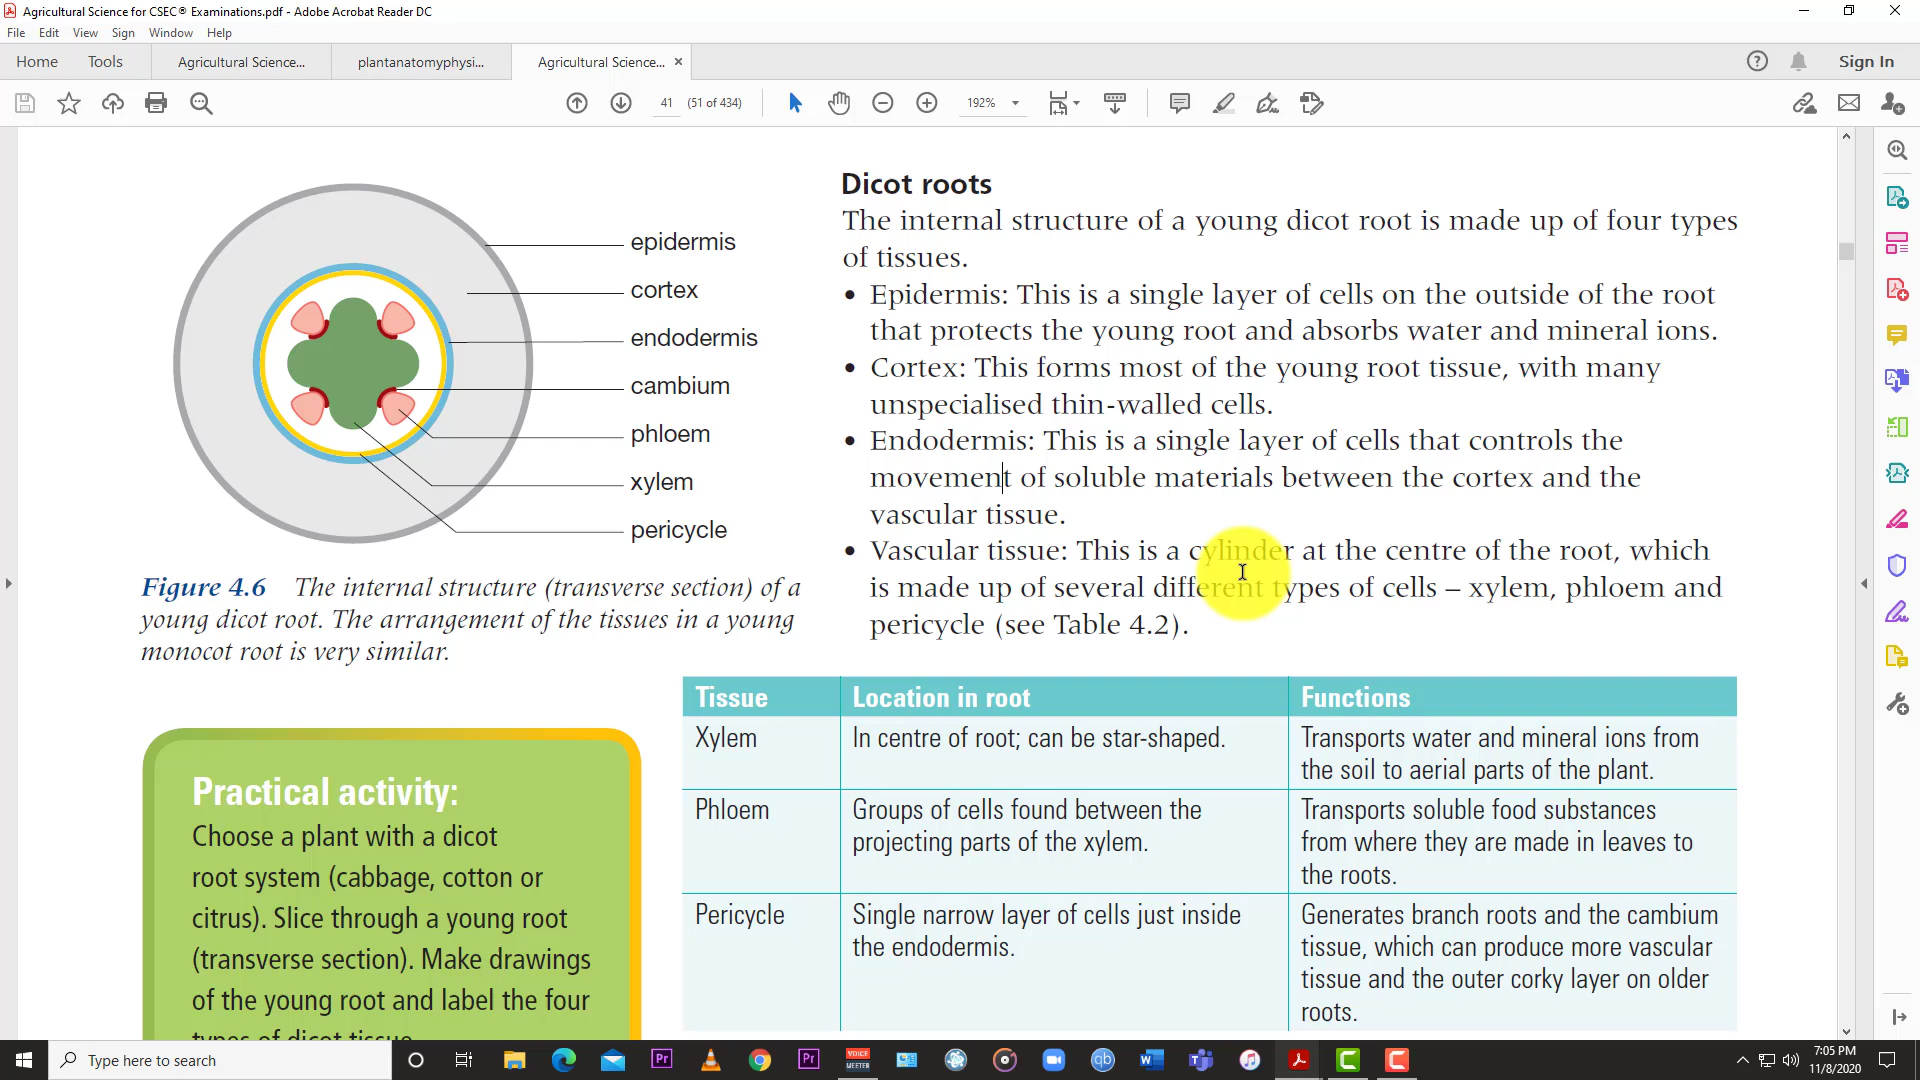 Agricultural Science for CSEC® Examinations.pdf - Adobe Acrobat Reader DC
File Edit View Sign Window Help
Home Tools Agricultural Science... plantanatomyphysi... Agricultural Science... Sign In
41 (51 of 434) 192%
epidermis
cortex
endodermis
cambium
phloem
xylem
pericycle
Figure 4.6 The internal structure (transverse section) of a
young dicot root. The arrangement of the tissues in a young
monocot root is very similar.
Dicot roots
The internal structure of a young dicot root is made up of four types
of tissues.
• Epidermis: This is a single layer of cells on the outside of the root
that protects the young root and absorbs water and mineral ions.
• Cortex: This forms most of the young root tissue, with many
unspecialised thin-walled cells.
• Endodermis: This is a single layer of cells that controls the
movement of soluble materials between the cortex and the
vascular tissue.
• Vascular tissue: This is a cylinder at the centre of the root, which
is made up of several different types of cells – xylem, phloem and
pericycle (see Table 4.2).
Practical activity:
Choose a plant with a dicot
root system (cabbage, cotton or
citrus). Slice through a young root
(transverse section). Make drawings
of the young root and label the four
types of dicot tissue.
Tissue Location in root Functions
Xylem In centre of root; can be star-shaped. Transports water and mineral ions from
the soil to aerial parts of the plant.
Phloem Groups of cells found between the Transports soluble food substances
projecting parts of the xylem. from where they are made in leaves to
the roots.
Pericycle Single narrow layer of cells just inside Generates branch roots and the cambium
the endodermis. tissue, which can produce more vascular
tissue and the outer corky layer on older
roots.
Type here to search
Pr Pr VOICE MEETER qb W
7:05 PM
11/8/2020